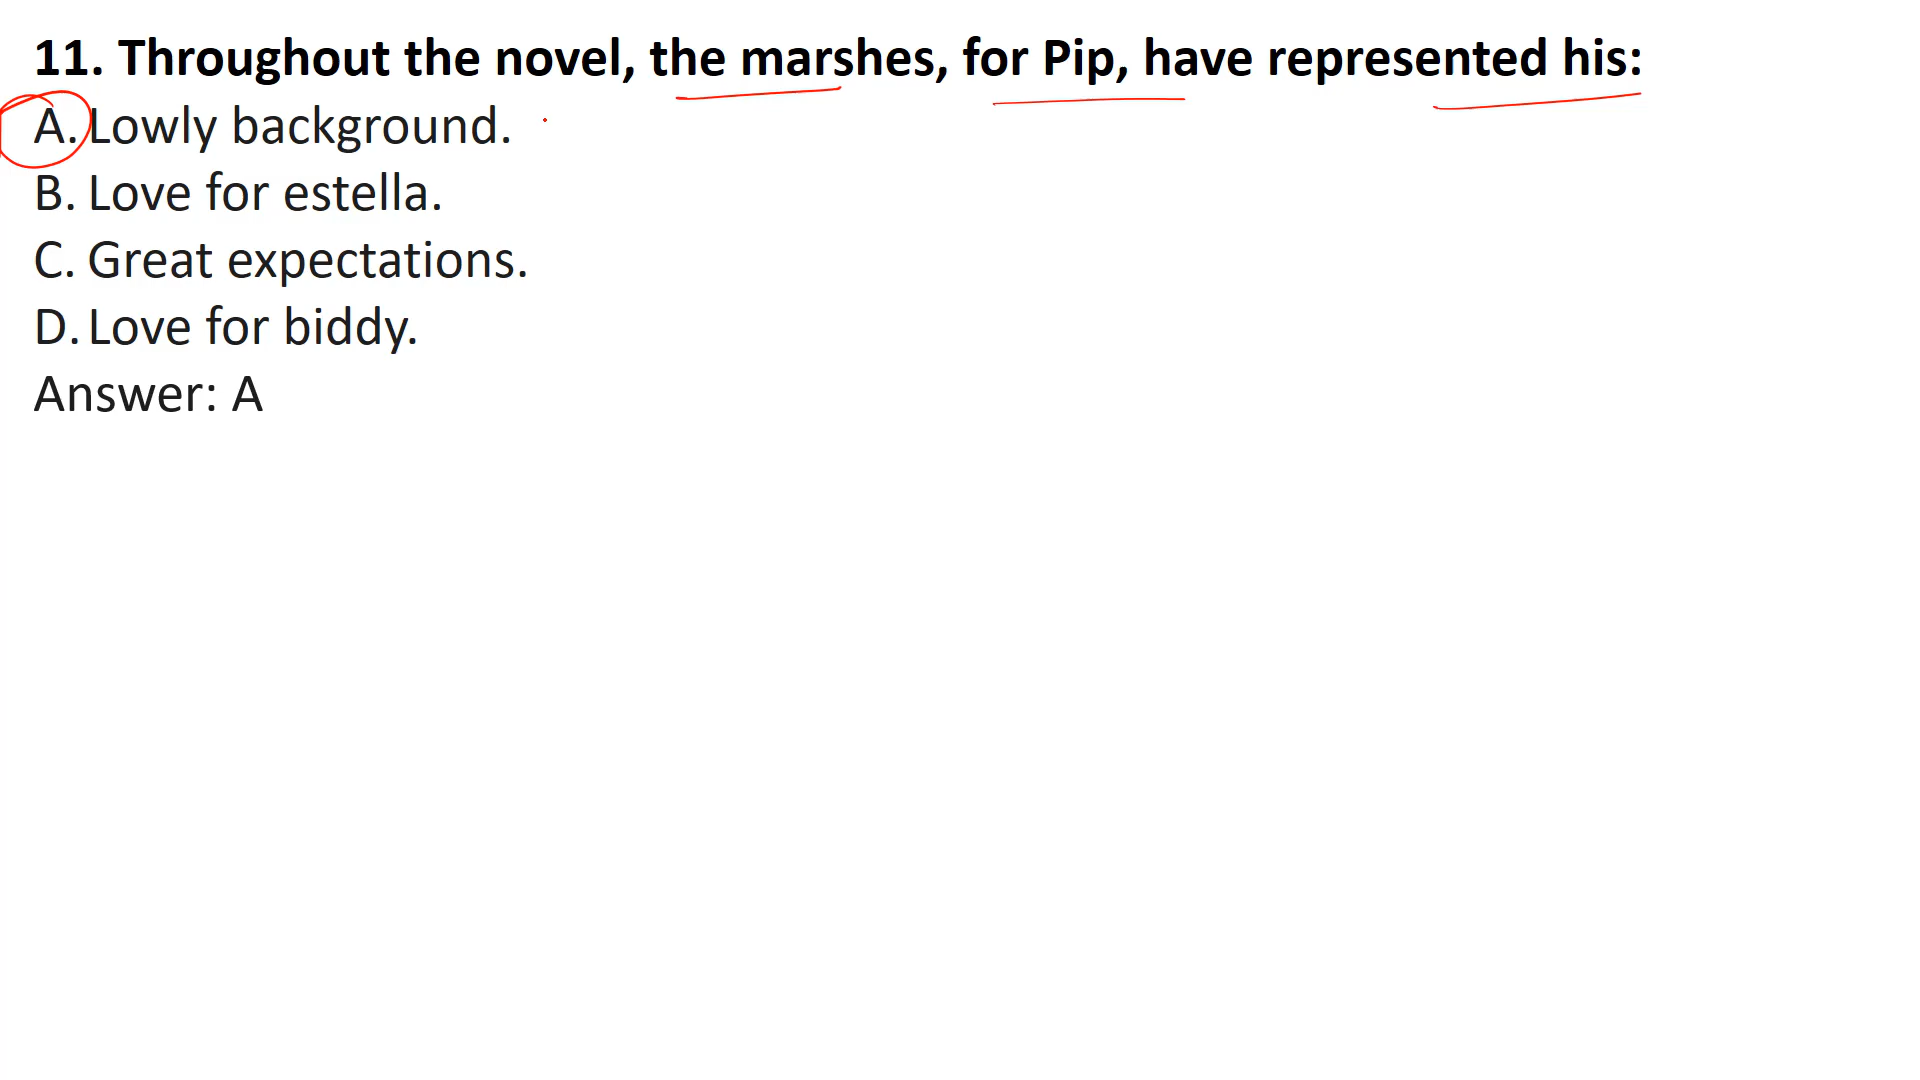 11. Throughout the novel, the marshes, for Pip, have represented his:
A. Lowly background.
B. Love for estella.
C. Great expectations.
D. Love for biddy.
Answer: A